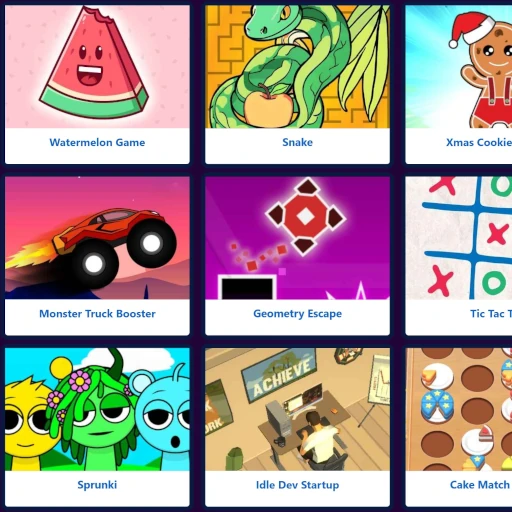 Watermelon Game
Snake
Xmas Cookie
Monster Truck Booster
Geometry Escape
Tic Tac T
ACHIEVE
RK
Sprunki
Idle Dev Startup
Cake Match